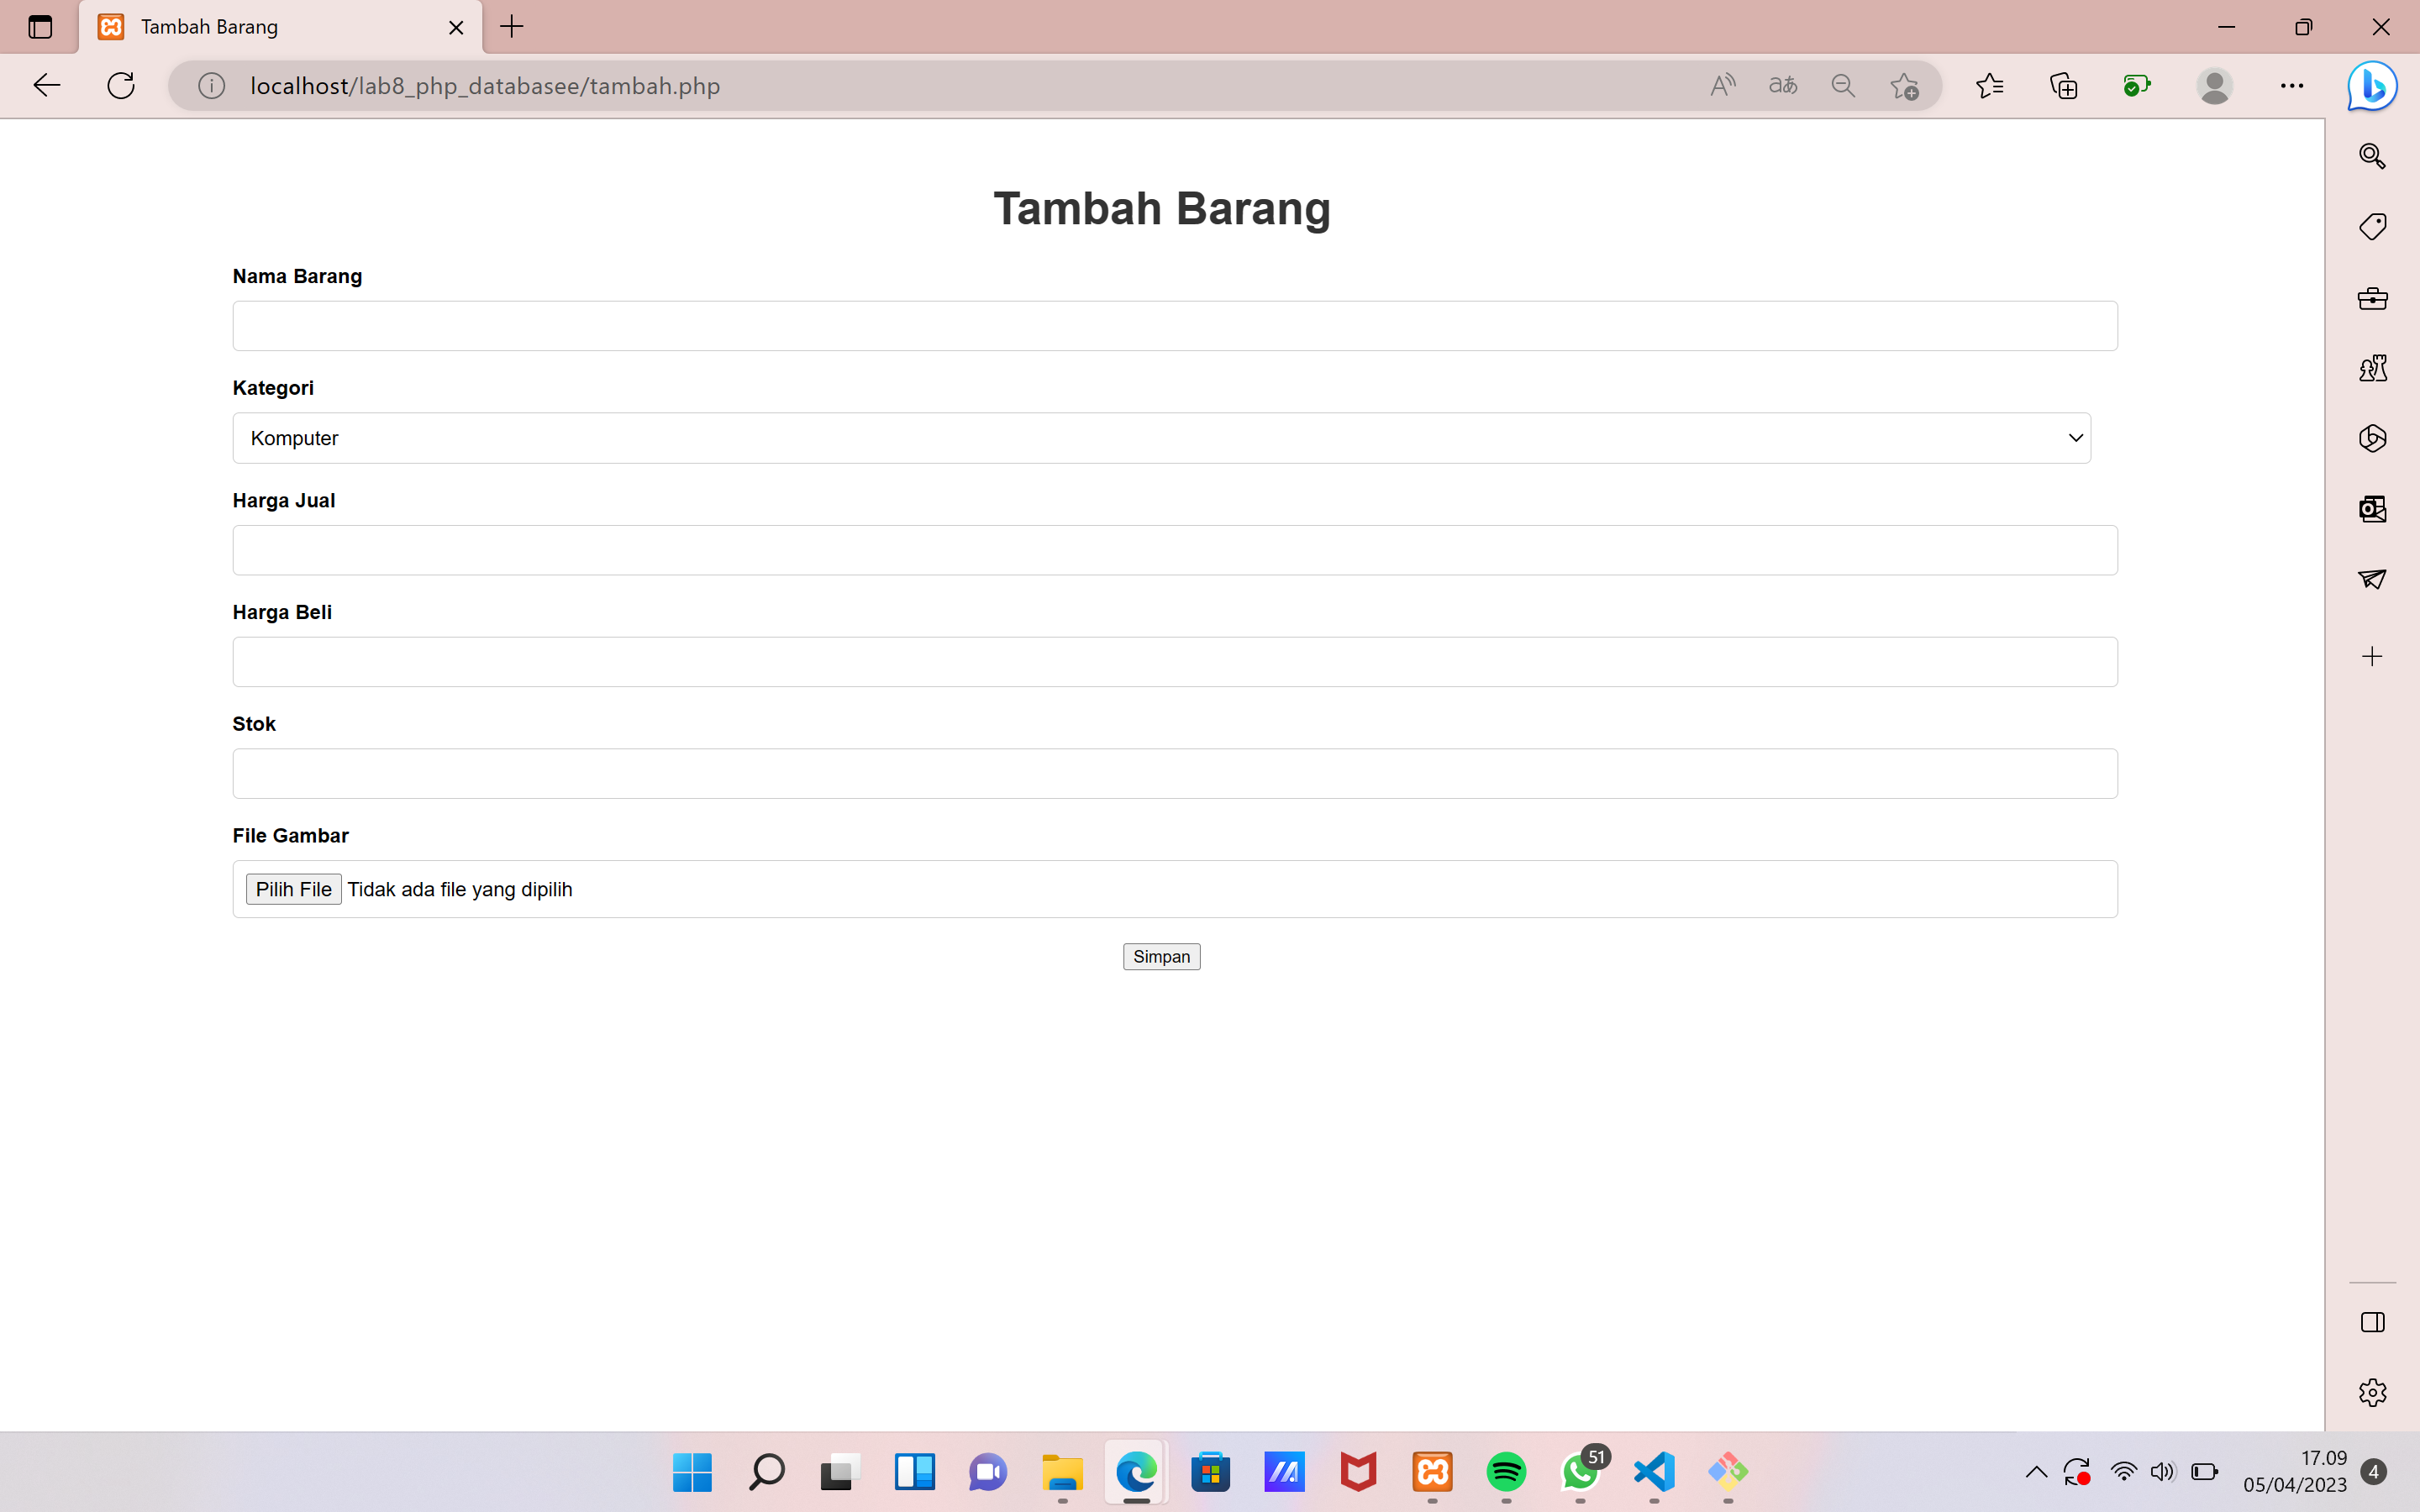 Tambah Barang
localhost/lab8_php_databasee/tambah.php
Tambah Barang
Nama Barang
Kategori
Komputer
Harga Jual
Harga Beli
Stok
File Gambar
Pilih File Tidak ada file yang dipilih
Simpan
51
17.09
05/04/2023
4